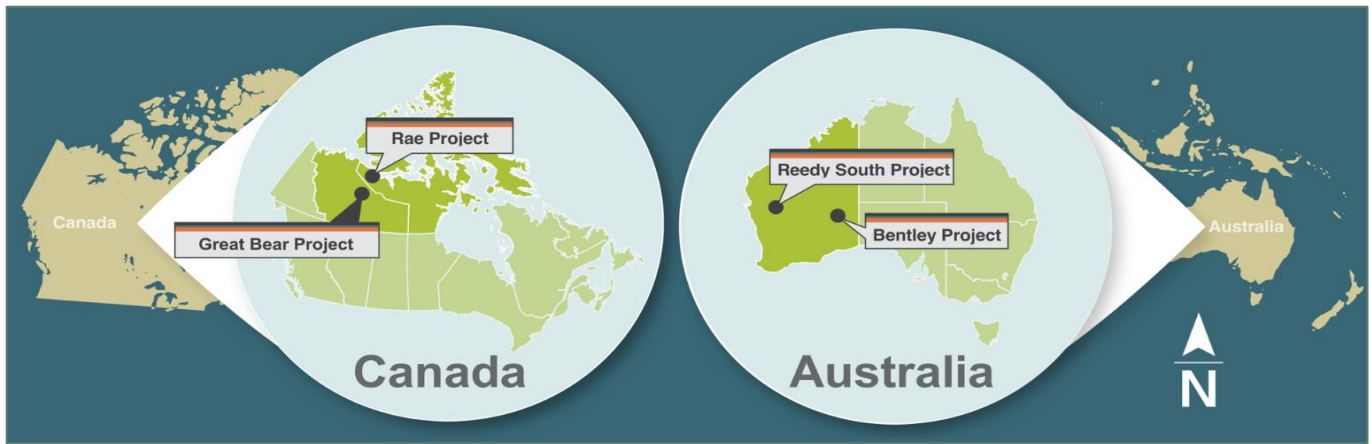 Canada
Rae Project
Great Bear Project
Canada
Reedy South Project
Bentley Project
Australia
Australia
N